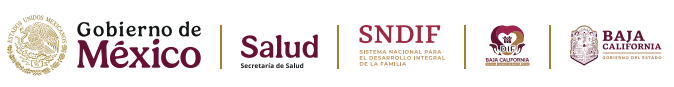 ESTADOS UNIDOS MEXICANOS
Gobierno de
México
Salud
Secretaría de Salud
SNDIF
SISTEMA NACIONAL PARA
EL DESARROLLO INTEGRAL
DE LA FAMILIA
DIF
BAJA CALIFORNIA
BAJA
CALIFORNIA
GOBIERNO DEL ESTADO